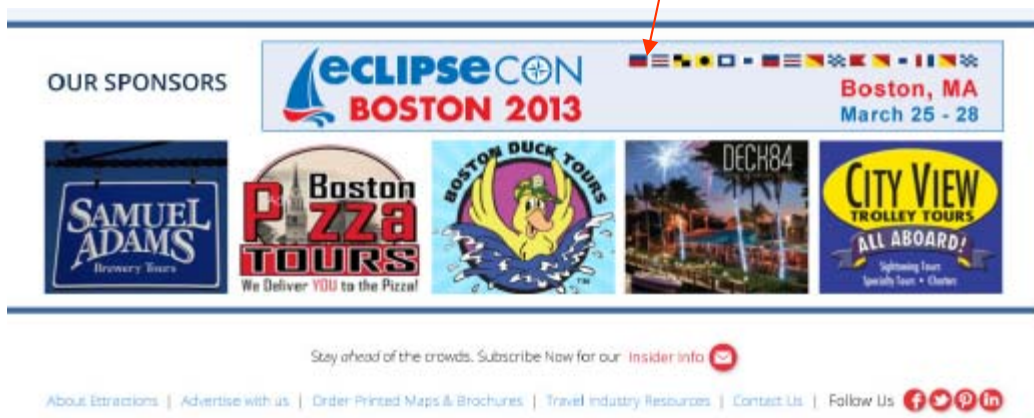 OUR SPONSORS
eclipseCON
BOSTON 2013
Boston, MA
March 25 - 28
SAMUEL
ADAMS
Brewery Tours
Boston
Pizza
TOURS
We Deliver YOU to the Pizza!
BOSTON DUCK TOURS
TM
DECK84
CITY VIEW
TROLLEY TOURS
ALL ABOARD!
Sightseeing Tours
Specialty Tours • Charters
Stay ahead of the crowds. Subscribe Now for our Insider Info
About Ettractions | Advertise with us | Order Printed Maps & Brochures | Travel Industry Resources | Contact Us | Follow Us